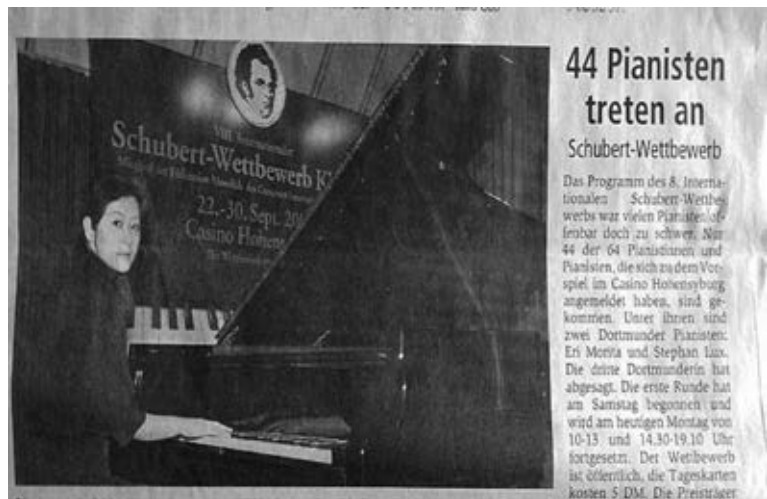 VIII. Internationaler
Schubert-Wettbewerb Kl
22.-30. Sept. 20
Casino Hohens
44 Pianisten
treten an
Schubert-Wettbewerb
Das Programm des 8. Interna-
tionalen Schubert-Wettbe-
werbs war vielen Pianisten of-
fenbar doch zu schwer. Nur
44 der 64 Pianistinnen und
Pianisten, die sich zu dem Vor-
spiel im Casino Hohensyburg
angemeldet haben, sind ge-
kommen. Unter ihnen sind
zwei Dortmunder Pianisten:
Eri Morita und Stephan Lux.
Die dritte Dortmunderin hat
abgesagt. Die erste Runde hat
am Samstag begonnen und
wird am heutigen Montag von
10-13 und 14.30-19.10 Uhr
fortgesetzt. Der Wettbewerb
ist öffentlich, die Tageskarten
kosten 5 DM. Die Preisträger